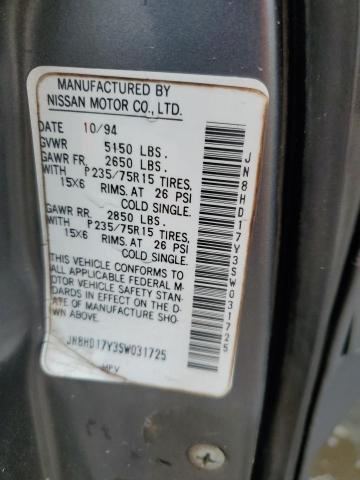 MANUFACTURED BY
NISSAN MOTOR CO., LTD.
DATE 10/94
GVWR 5150 LBS.
GAWR FR. 2650 LBS.
WITH P235/75R15 TIRES,
15X6 RIMS. AT 26 PSI
COLD SINGLE.
GAWR RR. 2850 LBS.
WITH P235/75R15 TIRES,
15X6 RIMS. AT 26 PSI
COLD SINGLE.
THIS VEHICLE CONFORMS TO
ALL APPLICABLE FEDERAL M-
OTOR VEHICLE SAFETY STAN-
DARDS IN EFFECT ON THE D-
ATE OF MANUFACTURE SHO-
WN ABOVE.
JN8HD17Y3SW031725
MPV
JN8HD17Y3SW031725